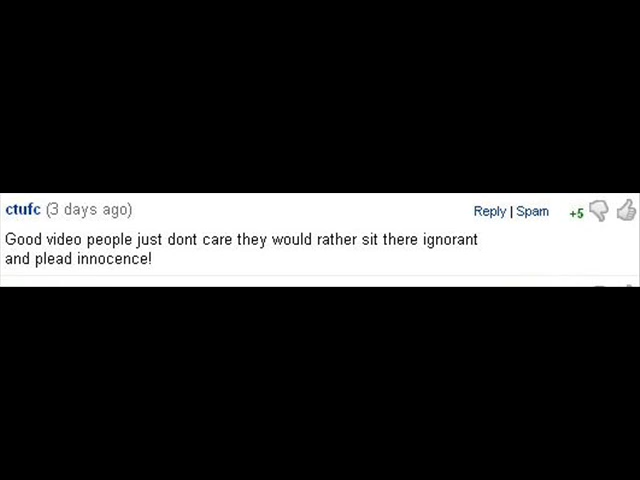 ctufc (3 days ago) Reply | Spam +5
Good video people just dont care they would rather sit there ignorant
and plead innocence!